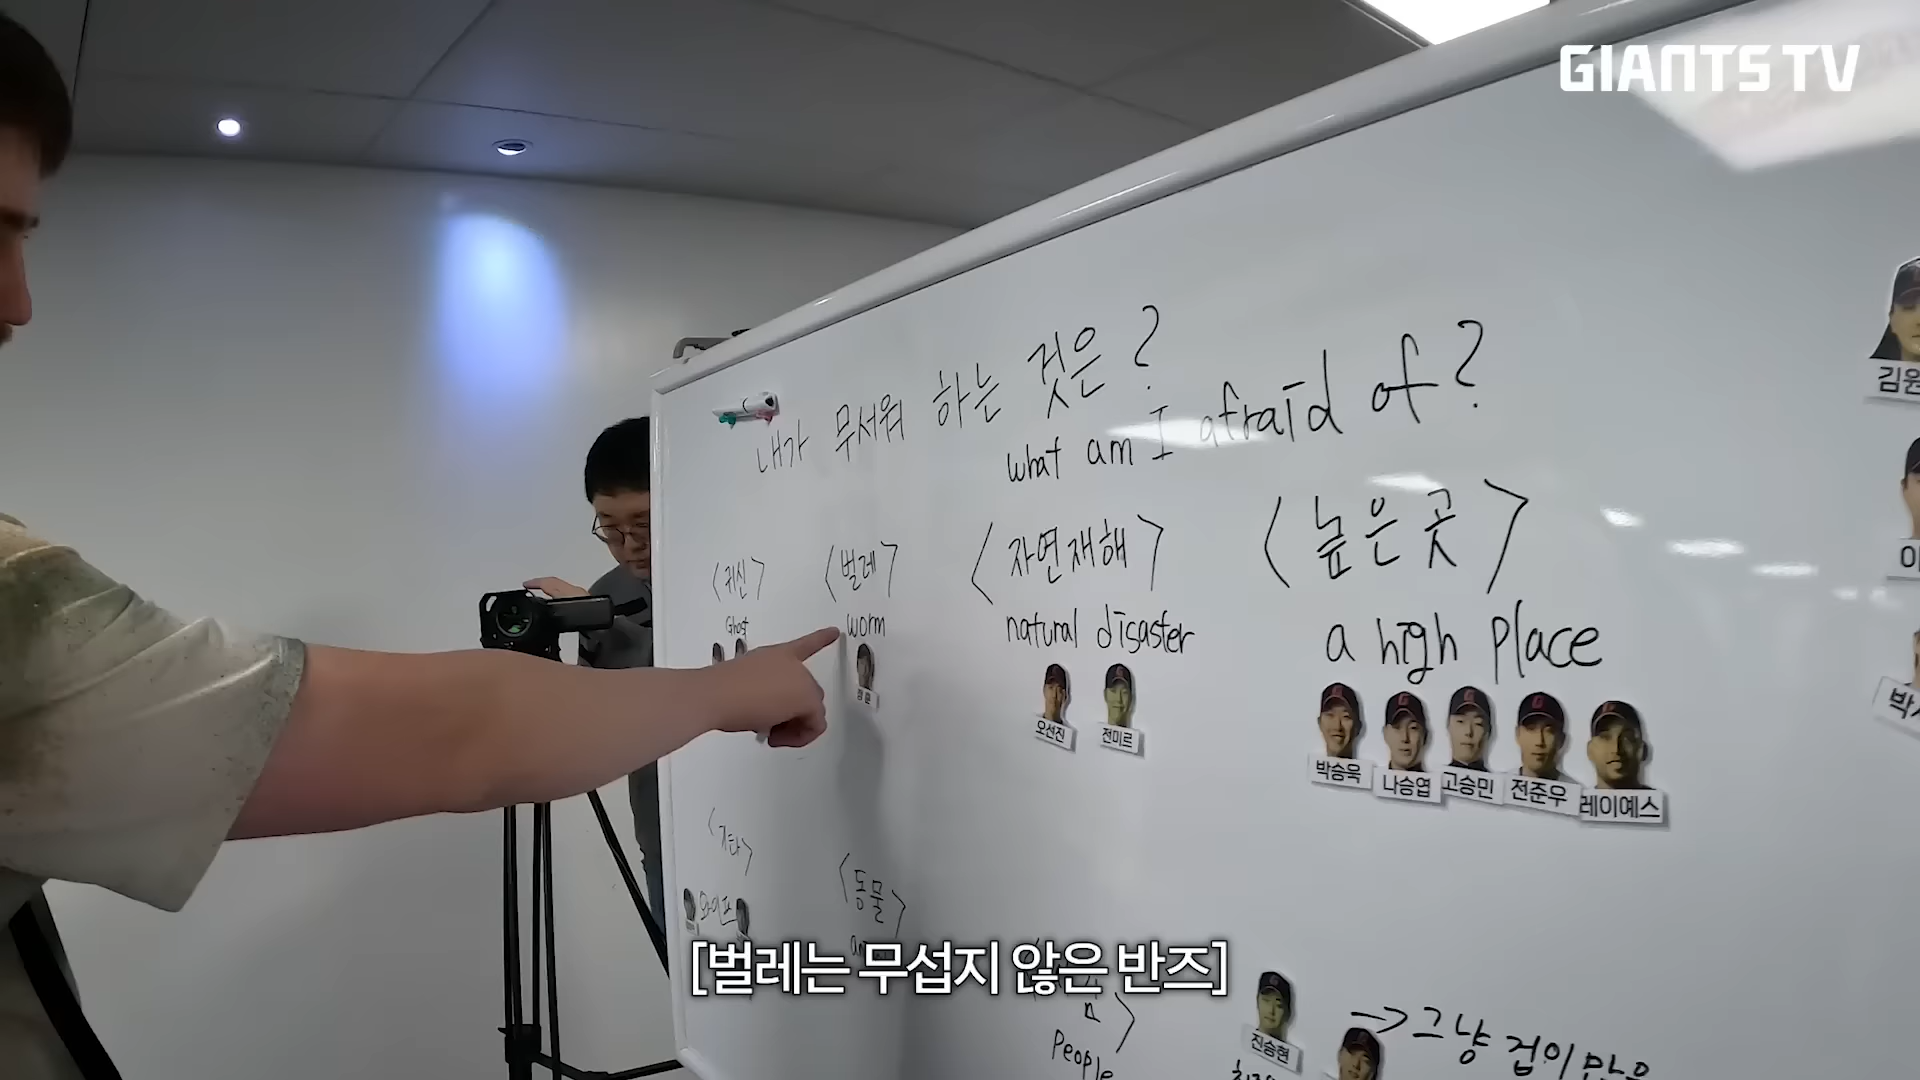 GIANTS TV
내가 무서워 하는 것은?
what am I afraid of?
<귀신>
Ghost
<벌레>
worm
<자연재해>
natural disaster
오선진
전미르
<높은 곳>
a high place
박승욱
나승엽
고승민
전준우
레이예스
<기타>
와이프
<동물>
People
진승현
→ 그냥 겁이 많음
[벌레는 무섭지 않은 반즈]